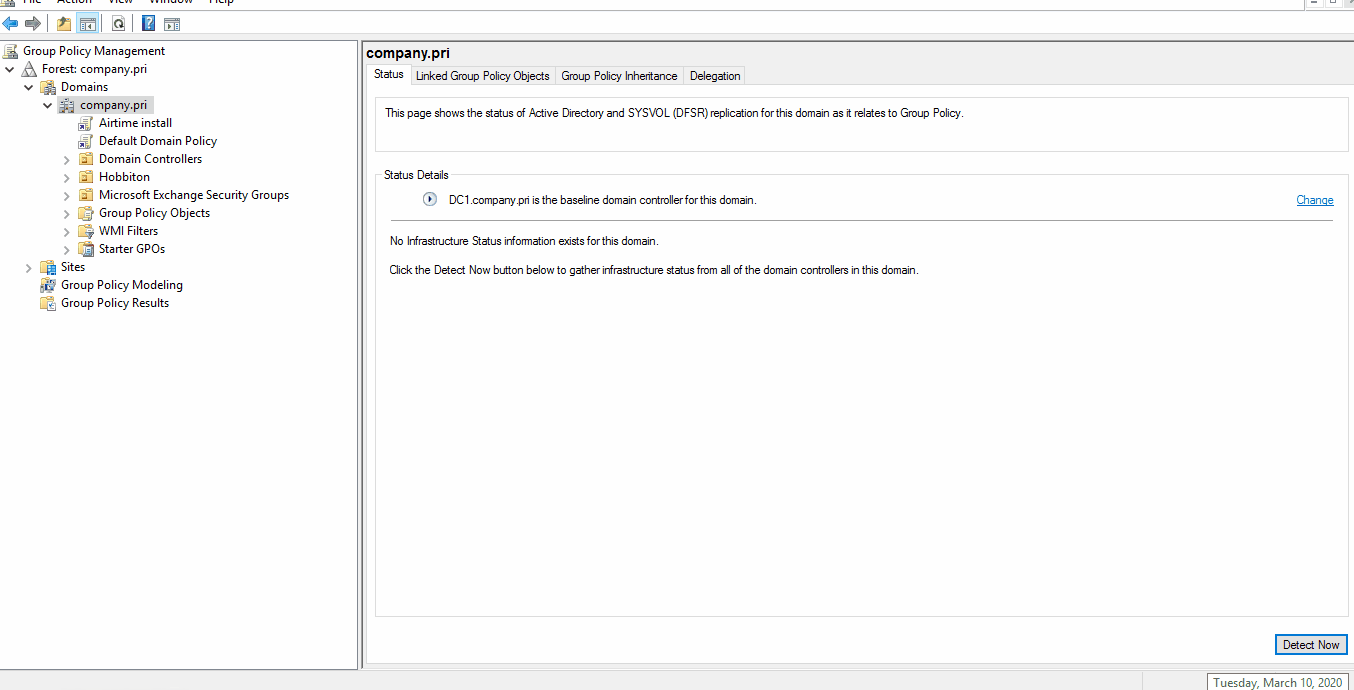 File Action View Window Help
Group Policy Management
Forest: company.pri
Domains
company.pri
Airtime install
Default Domain Policy
Domain Controllers
Hobbiton
Microsoft Exchange Security Groups
Group Policy Objects
WMI Filters
Starter GPOs
Sites
Group Policy Modeling
Group Policy Results
company.pri
Status Linked Group Policy Objects Group Policy Inheritance Delegation
This page shows the status of Active Directory and SYSVOL (DFSR) replication for this domain as it relates to Group Policy.
Status Details
DC1.company.pri is the baseline domain controller for this domain. Change
No Infrastructure Status information exists for this domain.
Click the Detect Now button below to gather infrastructure status from all of the domain controllers in this domain.
Detect Now
Tuesday, March 10, 2020